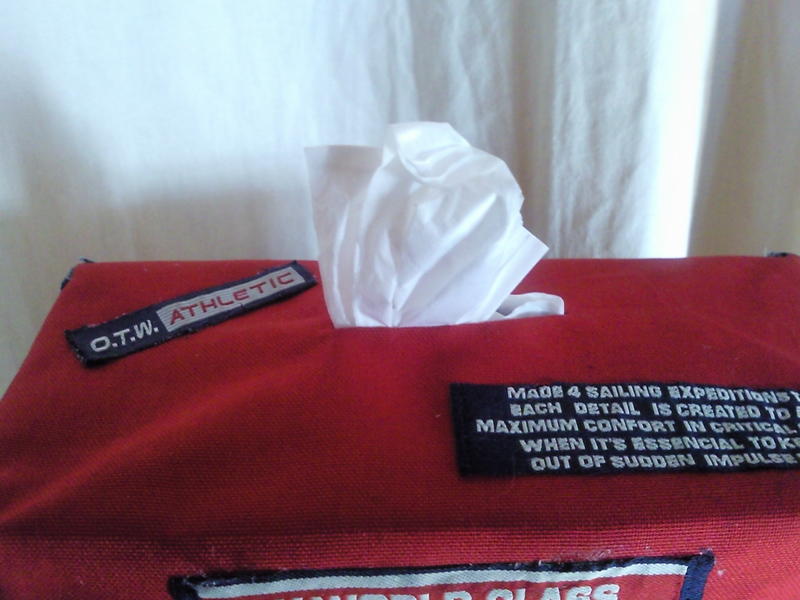 O.T.W. ATHLETIC
MADE 4 SAILING EXPEDITIONS
EACH DETAIL IS CREATED TO
MAXIMUM CONFORT IN CRITICAL
WHEN IT'S ESSENCIAL TO
OUT OF SUDDEN IMPULSE
CLASS